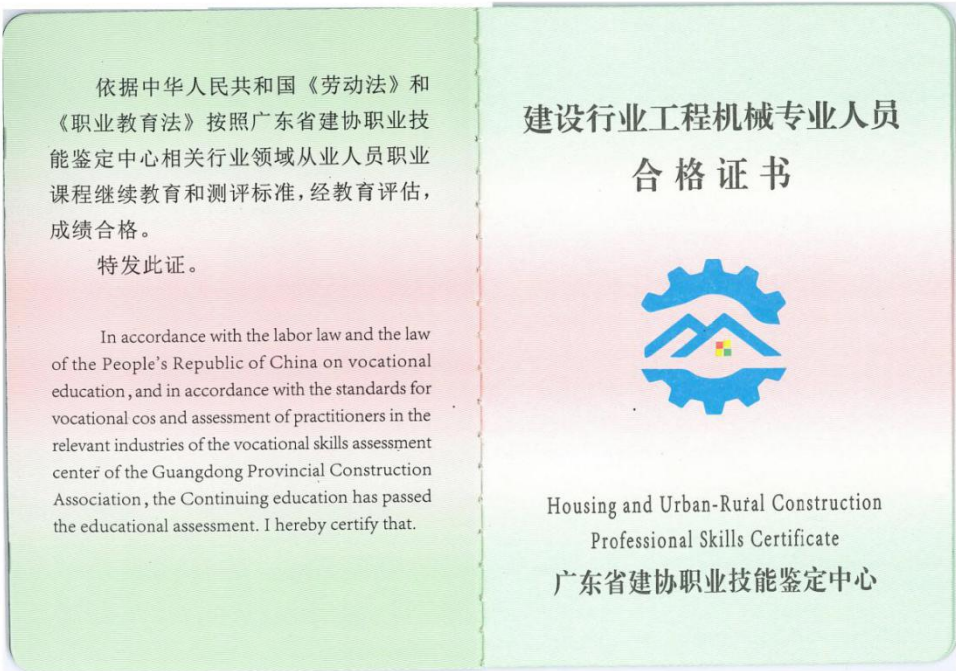 依据中华人民共和国《劳动法》和
《职业教育法》按照广东省建协职业技
能鉴定中心相关行业领域从业人员职业
课程继续教育和测评标准，经教育评估，
成绩合格。
特发此证。
In accordance with the labor law and the law
of the People's Republic of China on vocational
education, and in accordance with the standards for
vocational cos and assessment of practitioners in the
relevant industries of the vocational skills assessment
center of the Guangdong Provincial Construction
Association, the Continuing education has passed
the educational assessment. I hereby certify that.
建设行业工程机械专业人员
合格证书
Housing and Urban-Rural Construction
Professional Skills Certificate
广东省建协职业技能鉴定中心